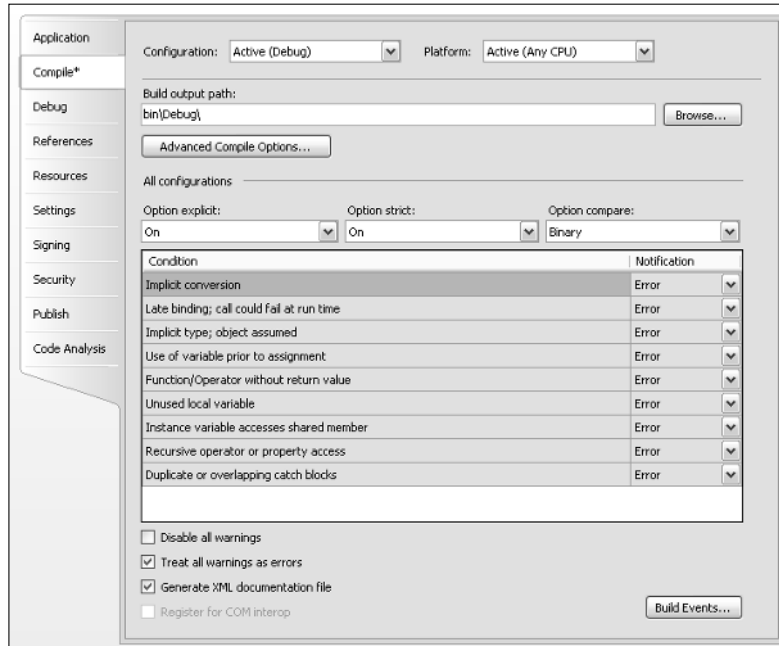 Application
Compile*
Debug
References
Resources
Settings
Signing
Security
Publish
Code Analysis
Configuration: Active (Debug) Platform: Active (Any CPU)
Build output path:
bin\Debug\ Browse...
Advanced Compile Options...
All configurations
Option explicit: Option strict: Option compare:
On On Binary
Condition Notification
Implicit conversion Error
Late binding; call could fail at run time Error
Implicit type; object assumed Error
Use of variable prior to assignment Error
Function/Operator without return value Error
Unused local variable Error
Instance variable accesses shared member Error
Recursive operator or property access Error
Duplicate or overlapping catch blocks Error
Disable all warnings
Treat all warnings as errors
Generate XML documentation file
Register for COM interop Build Events...